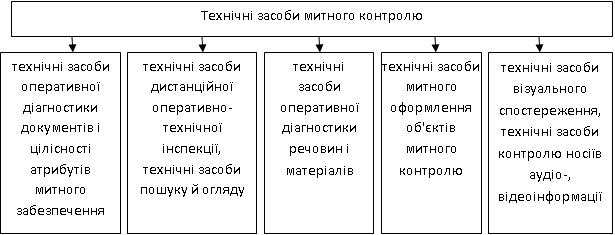 Технічні засоби митного контролю
технічні засоби
оперативної
діагностики
документів і
цілісності
атрибутів
митного
забезпечення
технічні засоби
дистанційної
оперативно-
технічної
інспекції,
технічні засоби
пошуку й огляду
технічні
засоби
оперативної
діагностики
речовин і
матеріалів
технічні засоби
митного
оформлення
об'єктів
митного
контролю
технічні засоби
візуального
спостереження,
технічні засоби
контролю носіїв
аудіо-,
відеоінформації